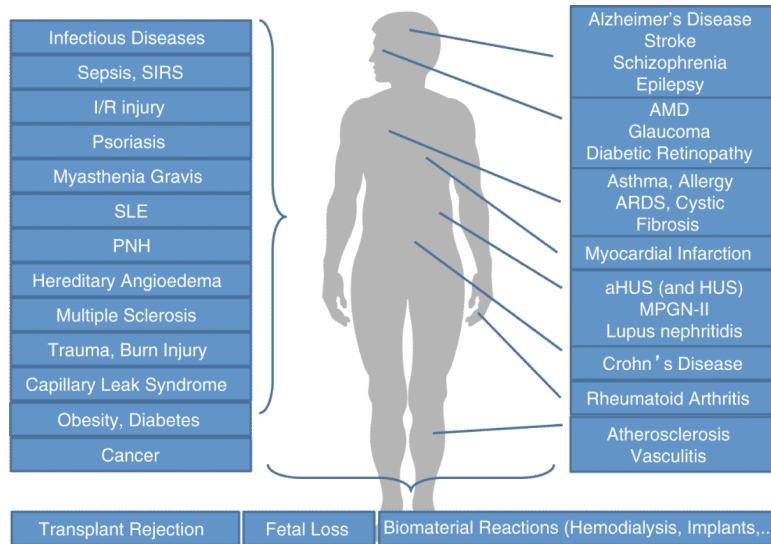 Infectious Diseases
Sepsis, SIRS
I/R injury
Psoriasis
Myasthenia Gravis
SLE
PNH
Hereditary Angioedema
Multiple Sclerosis
Trauma, Burn Injury
Capillary Leak Syndrome
Obesity, Diabetes
Cancer
Alzheimer's Disease
Stroke
Schizophrenia
Epilepsy
AMD
Glaucoma
Diabetic Retinopathy
Asthma, Allergy
ARDS, Cystic
Fibrosis
Myocardial Infarction
aHUS (and HUS)
MPGN-II
Lupus nephritidis
Crohn's Disease
Rheumatoid Arthritis
Atherosclerosis
Vasculitis
Transplant Rejection
Fetal Loss
Biomaterial Reactions (Hemodialysis, Implants,...